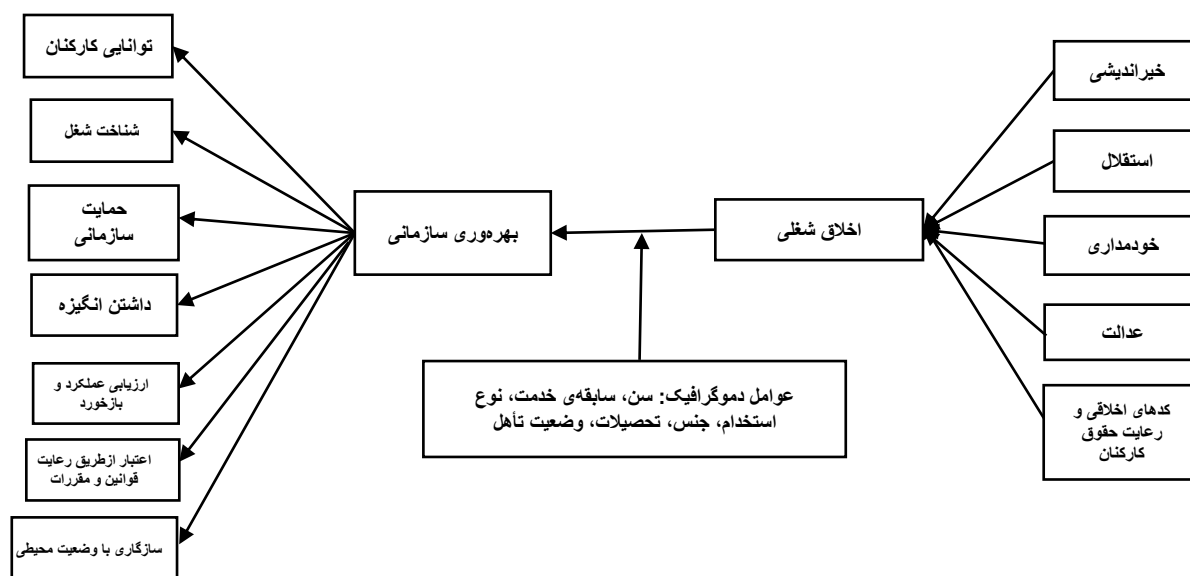 خیراندیشی
استقلال
خودمداری
عدالت
کدهای اخلاقی و
رعایت حقوق
کارکنان
اخلاق شغلی
بهره‌وری سازمانی
عوامل دموگرافیک: سن، سابقه‌ی خدمت، نوع
استخدام، جنس، تحصیلات، وضعیت تأهل
توانایی کارکنان
شناخت شغل
حمایت
سازمانی
داشتن انگیزه
ارزیابی عملکرد و
بازخورد
اعتبار ازطریق رعایت
قوانین و مقررات
سازگاری با وضعیت محیطی